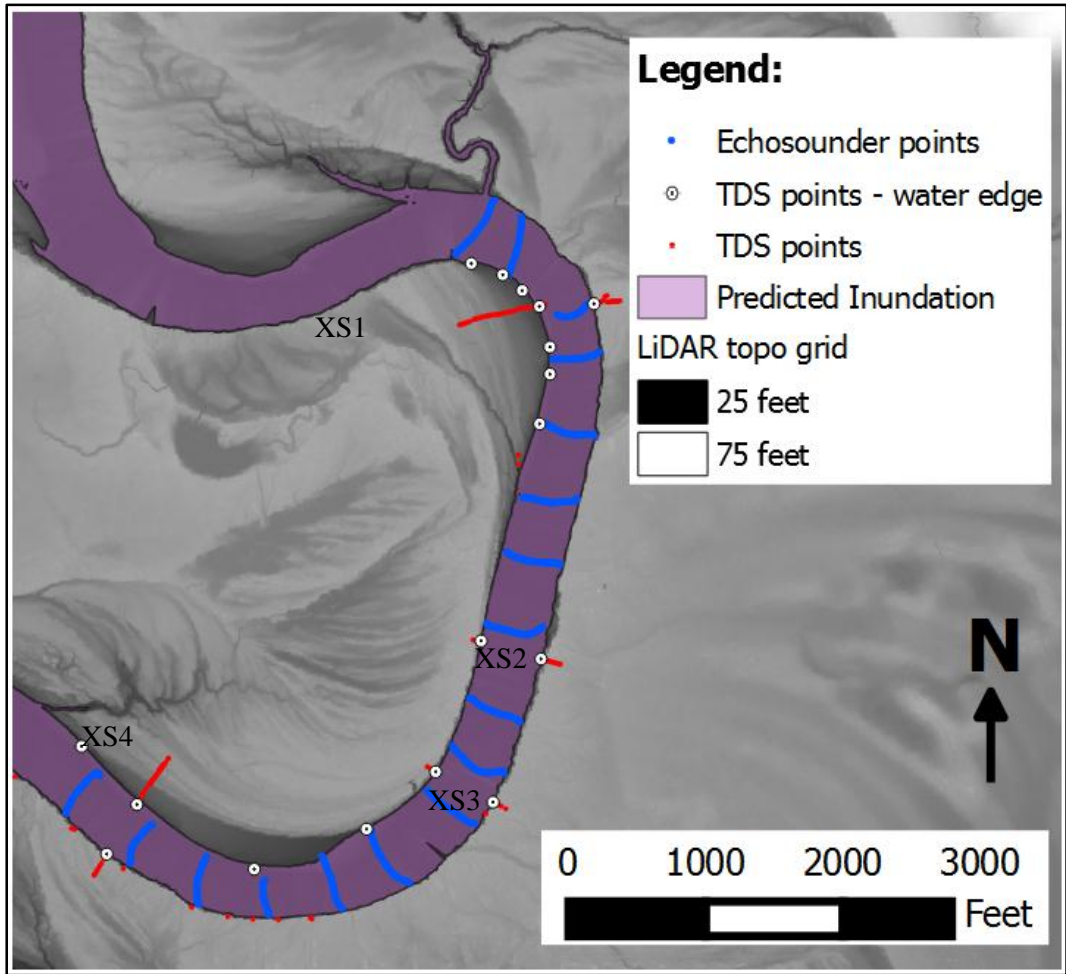 Legend:
Echosounder points
TDS points - water edge
TDS points
Predicted Inundation
LiDAR topo grid
25 feet
75 feet
XS1
XS2
XS4
XS3
N
0 1000 2000 3000
Feet